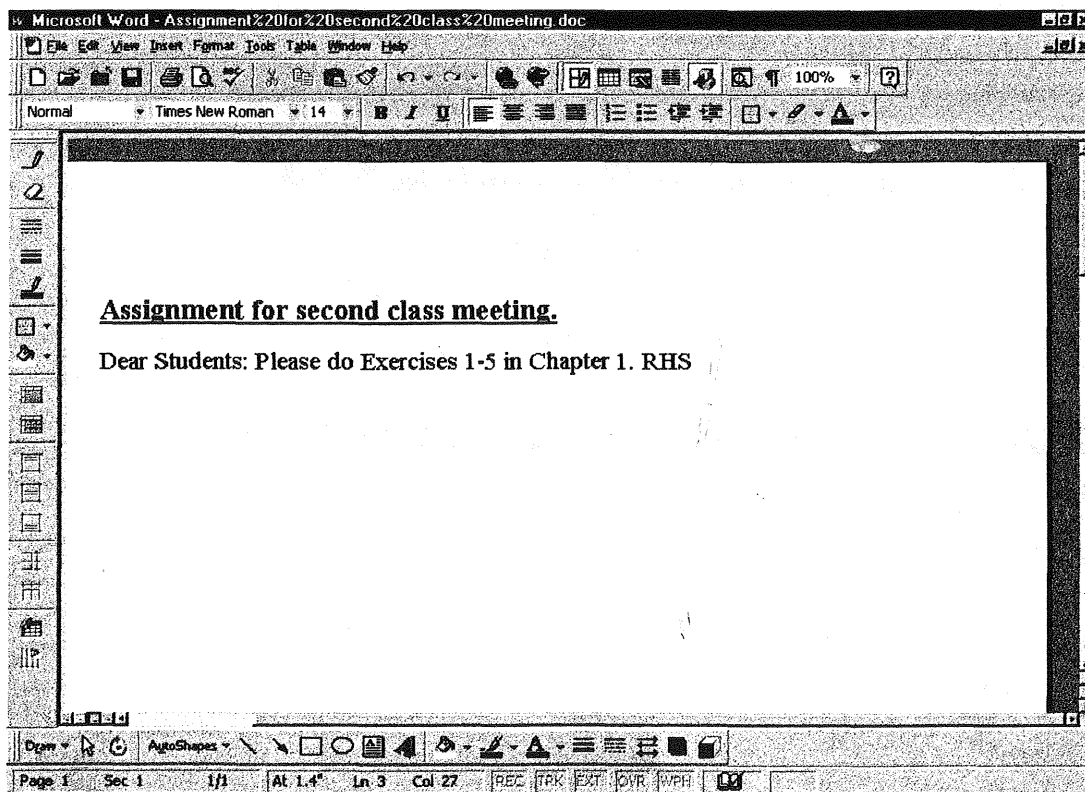 Microsoft Word - Assignment%20for%20second%20class%20meeting.doc
File Edit View Insert Format Tools Table Window Help
100%
Normal Times New Roman 14 B I U A
Assignment for second class meeting.
Dear Students: Please do Exercises 1-5 in Chapter 1. RHS
Draw AutoShapes A
Page 1 Sec 1 1/1 At 1.4" Ln 3 Col 27 REC TRK EXT OVR WPH